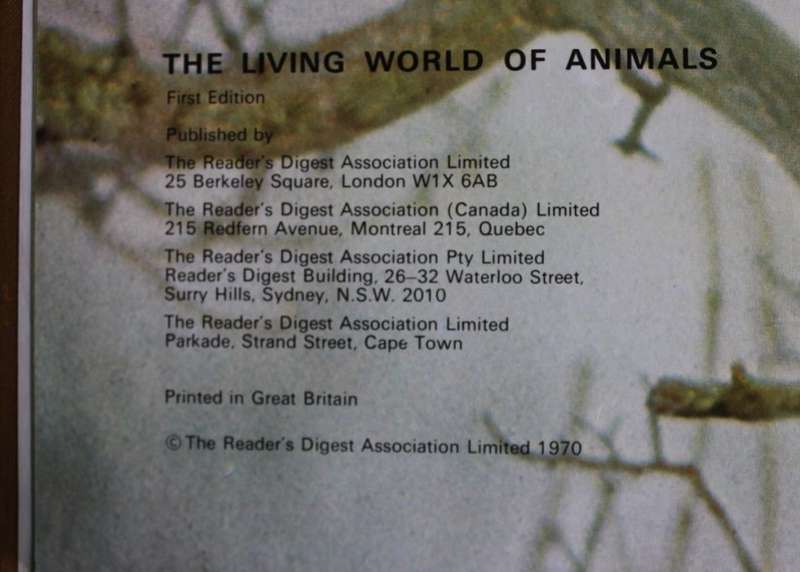 THE LIVING WORLD OF ANIMALS
First Edition
Published by
The Reader's Digest Association Limited
25 Berkeley Square, London W1X 6AB
The Reader's Digest Association (Canada) Limited
215 Redfern Avenue, Montreal 215, Quebec
The Reader's Digest Association Pty Limited
Reader's Digest Building, 26–32 Waterloo Street,
Surry Hills, Sydney, N.S.W. 2010
The Reader's Digest Association Limited
Parkade, Strand Street, Cape Town
Printed in Great Britain
© The Reader's Digest Association Limited 1970